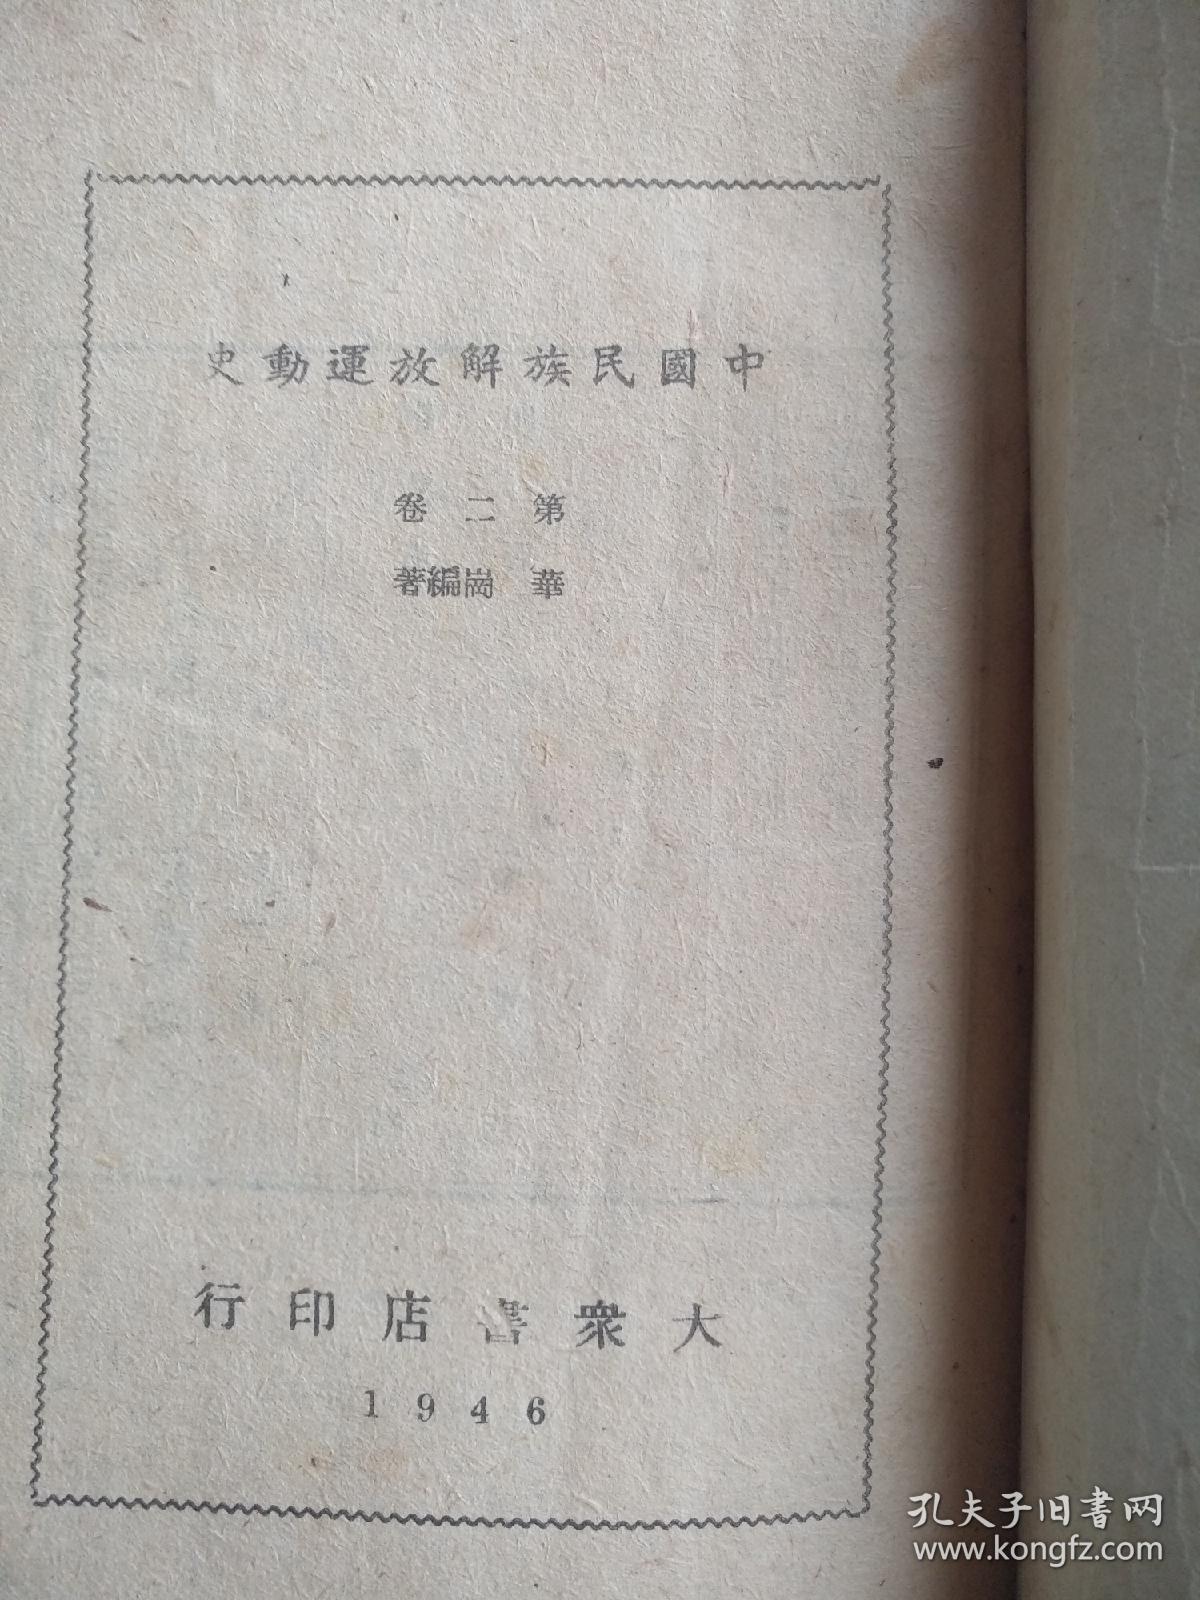 中國民族解放運動史
第二卷
華崗編著
大衆書店印行
1946
孔夫子旧书网
www.kongfz.com